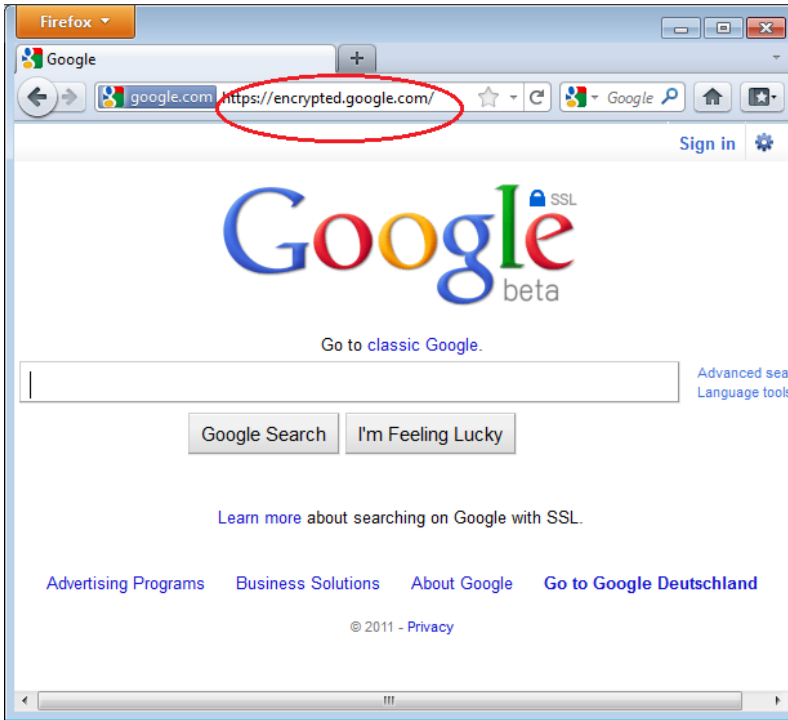 Firefox
Google
google.com https://encrypted.google.com/ Google
Sign in
Google SSL
beta
Go to classic Google.
Advanced sea
Language tools
Google Search I'm Feeling Lucky
Learn more about searching on Google with SSL.
Advertising Programs Business Solutions About Google Go to Google Deutschland
© 2011 - Privacy